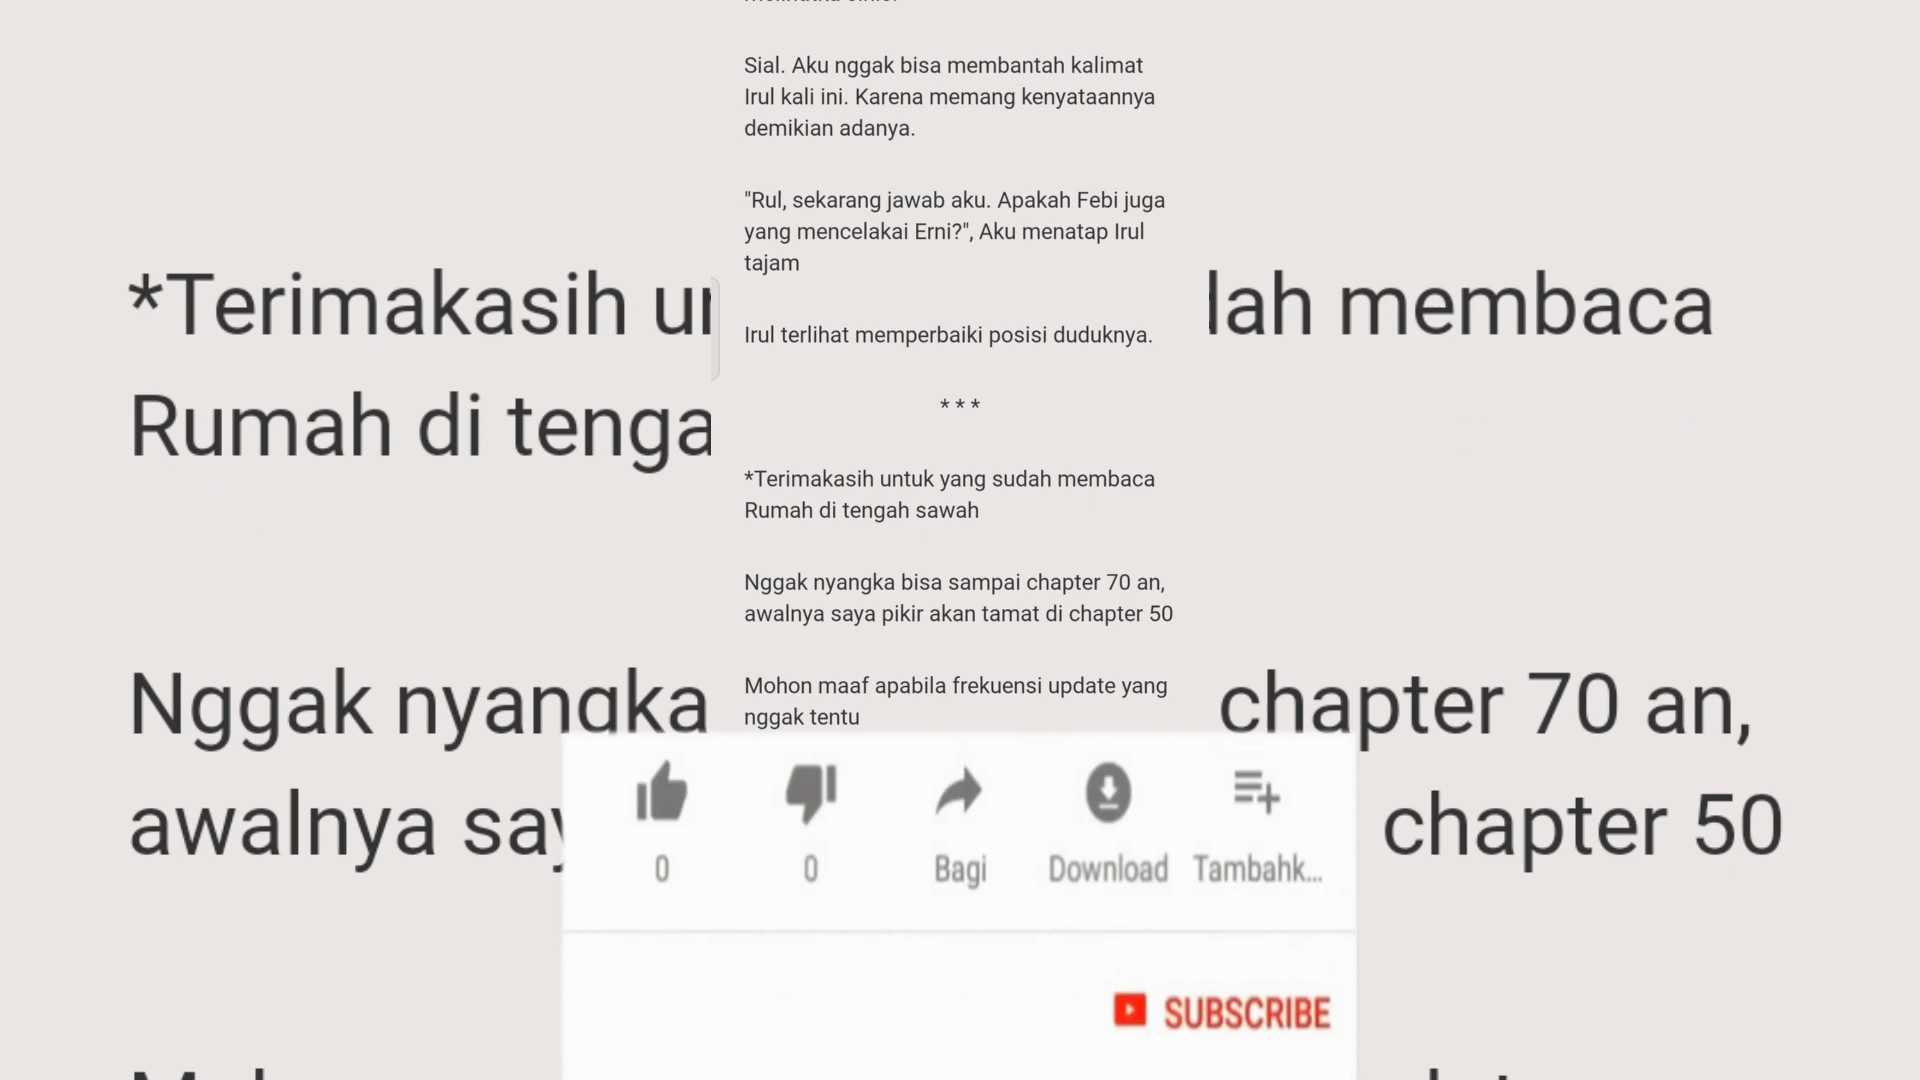 Sial. Aku nggak bisa membantah kalimat
Irul kali ini. Karena memang kenyataannya
demikian adanya.
"Rul, sekarang jawab aku. Apakah Febi juga
yang mencelakai Erni?", Aku menatap Irul
tajam
Irul terlihat memperbaiki posisi duduknya.
* * *
*Terimakasih untuk yang sudah membaca
Rumah di tengah sawah
Nggak nyangka bisa sampai chapter 70 an,
awalnya saya pikir akan tamat di chapter 50
Mohon maaf apabila frekuensi update yang
nggak tentu
*Terimakasih
lah membaca
Rumah di tenga
Nggak nyangka
chapter 70 an,
awalnya say
chapter 50
0
0
Bagi
Download
Tambahk...
SUBSCRIBE